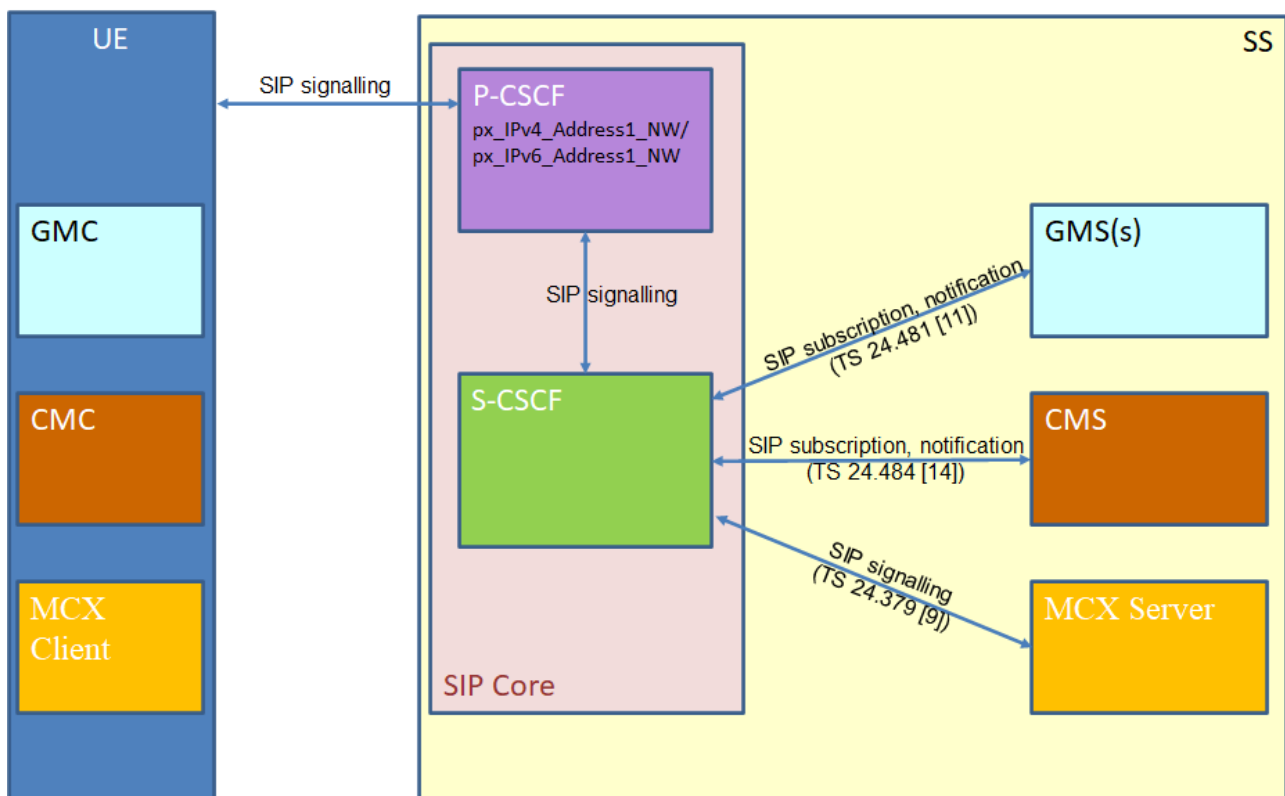 UE
SS
SIP signalling
P-CSCF
px_IPv4_Address1_NW/
px_IPv6_Address1_NW
GMC
GMS(s)
SIP signalling
SIP subscription, notification
(TS 24.481 [11])
S-CSCF
CMC
CMS
SIP subscription, notification
(TS 24.484 [14])
SIP signalling
(TS 24.379 [9])
MCX
Client
MCX Server
SIP Core